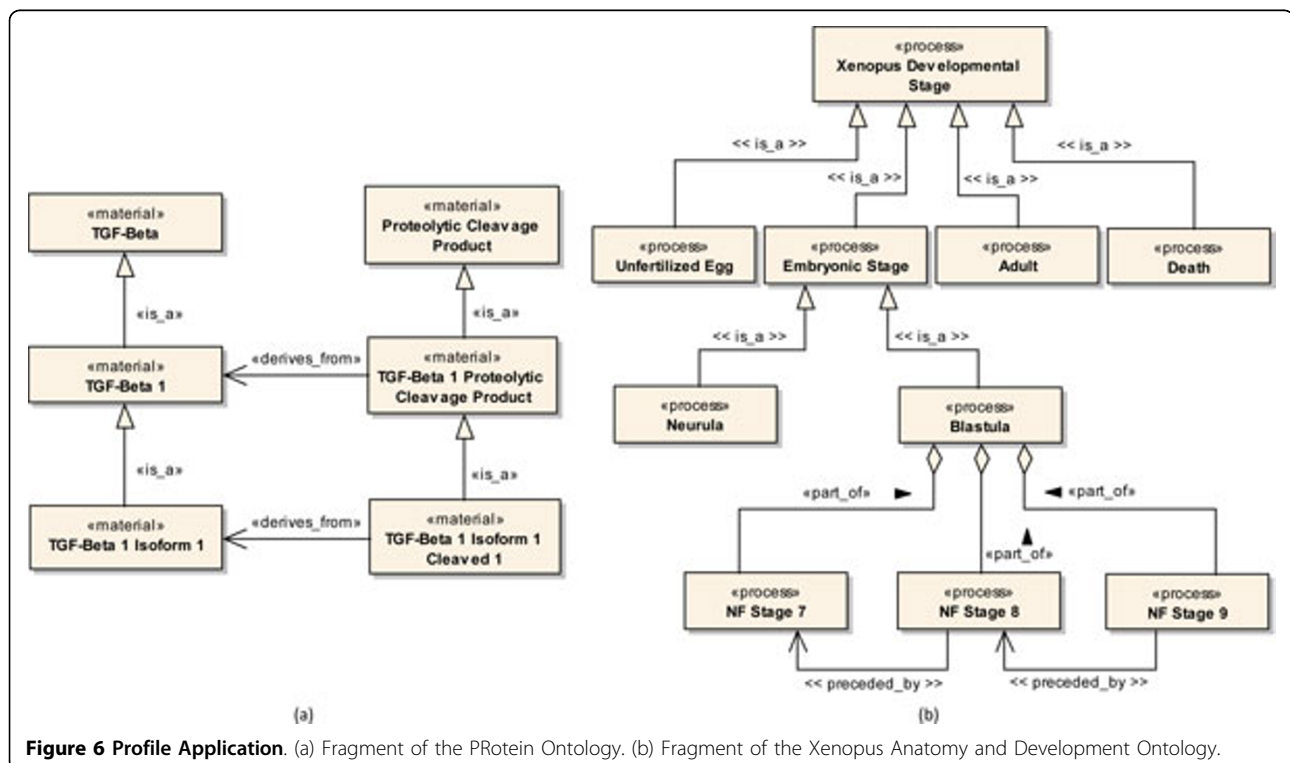 «material»
TGF-Beta
«is_a»
«material»
TGF-Beta 1
«is_a»
«material»
TGF-Beta 1 Isoform 1
«derives_from»
«derives_from»
«material»
Proteolytic Cleavage
Product
«is_a»
«material»
TGF-Beta 1 Proteolytic
Cleavage Product
«is_a»
«material»
TGF-Beta 1 Isoform 1
Cleaved 1
(a)
«process»
Xenopus Developmental
Stage
<< is_a >>
<< is_a >>
<< is_a >>
<< is_a >>
«process»
Unfertilized Egg
«process»
Embryonic Stage
«process»
Adult
«process»
Death
<< is_a >>
<< is_a >>
«process»
Neurula
«process»
Blastula
«part_of»
«part_of»
«part_of»
«process»
NF Stage 7
«process»
NF Stage 8
«process»
NF Stage 9
<< preceded_by >>
<< preceded_by >>
(b)
Figure 6 Profile Application. (a) Fragment of the PRotein Ontology. (b) Fragment of the Xenopus Anatomy and Development Ontology.